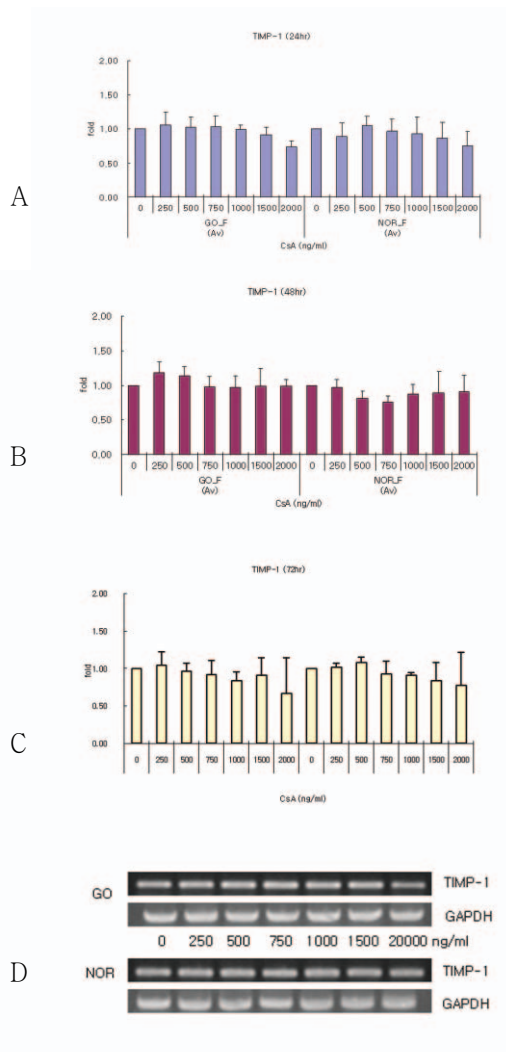 TIMP-1 (24hr)
2.00
1.50
1.00
0.50
0.00
fold
0 250 500 750 1000 1500 2000 0 250 500 750 1000 1500 2000
GO_F NOR_F
(Av) (Av)
CsA (ng/ml)
A
TIMP-1 (48hr)
2.00
1.50
1.00
0.50
0.00
fold
0 250 500 750 1000 1500 2000 0 250 500 750 1000 1500 2000
GO_F NOR_F
(Av) (Av)
CsA (ng/ml)
B
TIMP-1 (72hr)
2.00
1.50
1.00
0.50
0.00
fold
0 250 500 750 1000 1500 2000 0 250 500 750 1000 1500 2000
CsA (ng/ml)
C
GO TIMP-1
GAPDH
0 250 500 750 1000 1500 20000 ng/ml
D NOR TIMP-1
GAPDH